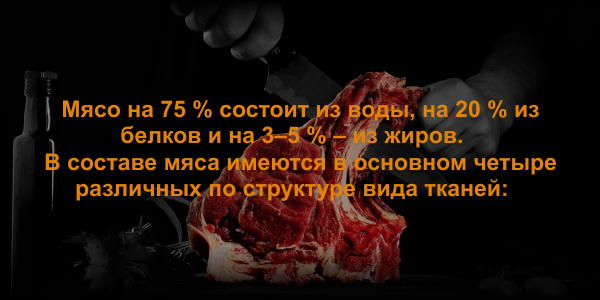 Мясо на 75 % состоит из воды, на 20 % из
белков и на 3–5 % – из жиров.
В составе мяса имеются в основном четыре
различных по структуре вида тканей: